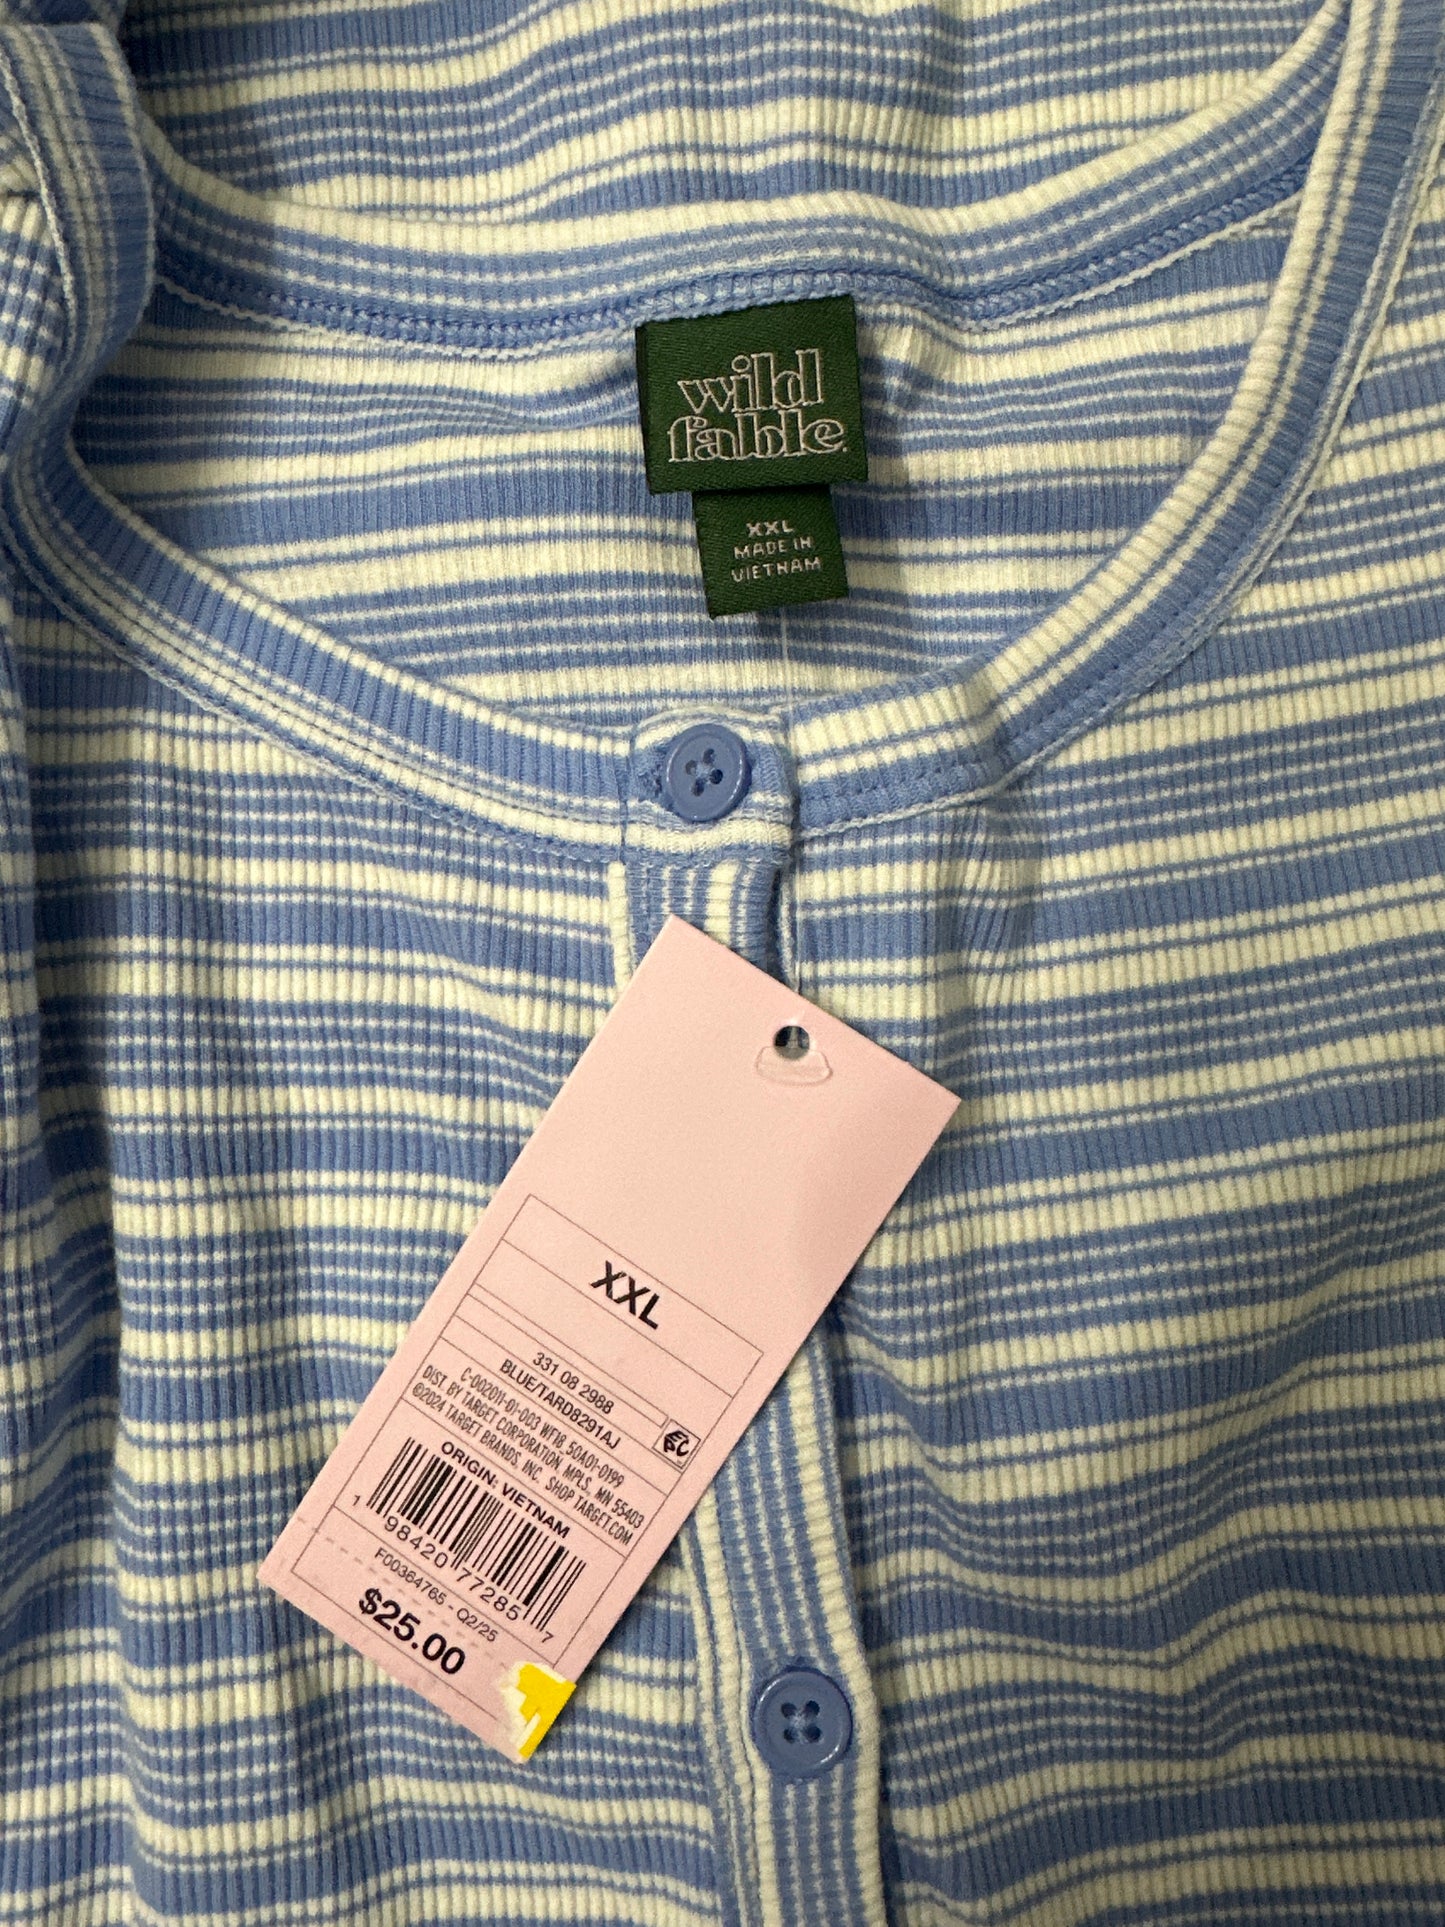 wild
fable.
XXL
MADE IN
VIETNAM
XXL
331 08 2988
BLUE/TARD8291AJ
C-002011-01-003 WF18_50A01-0199
DIST. BY TARGET CORPORATION, MPLS., MN 55403
©2024 TARGET BRANDS, INC. SHOP TARGET.COM
ORIGIN: VIETNAM
1 98420 77285 7
F00364765 - Q2/25
$25.00